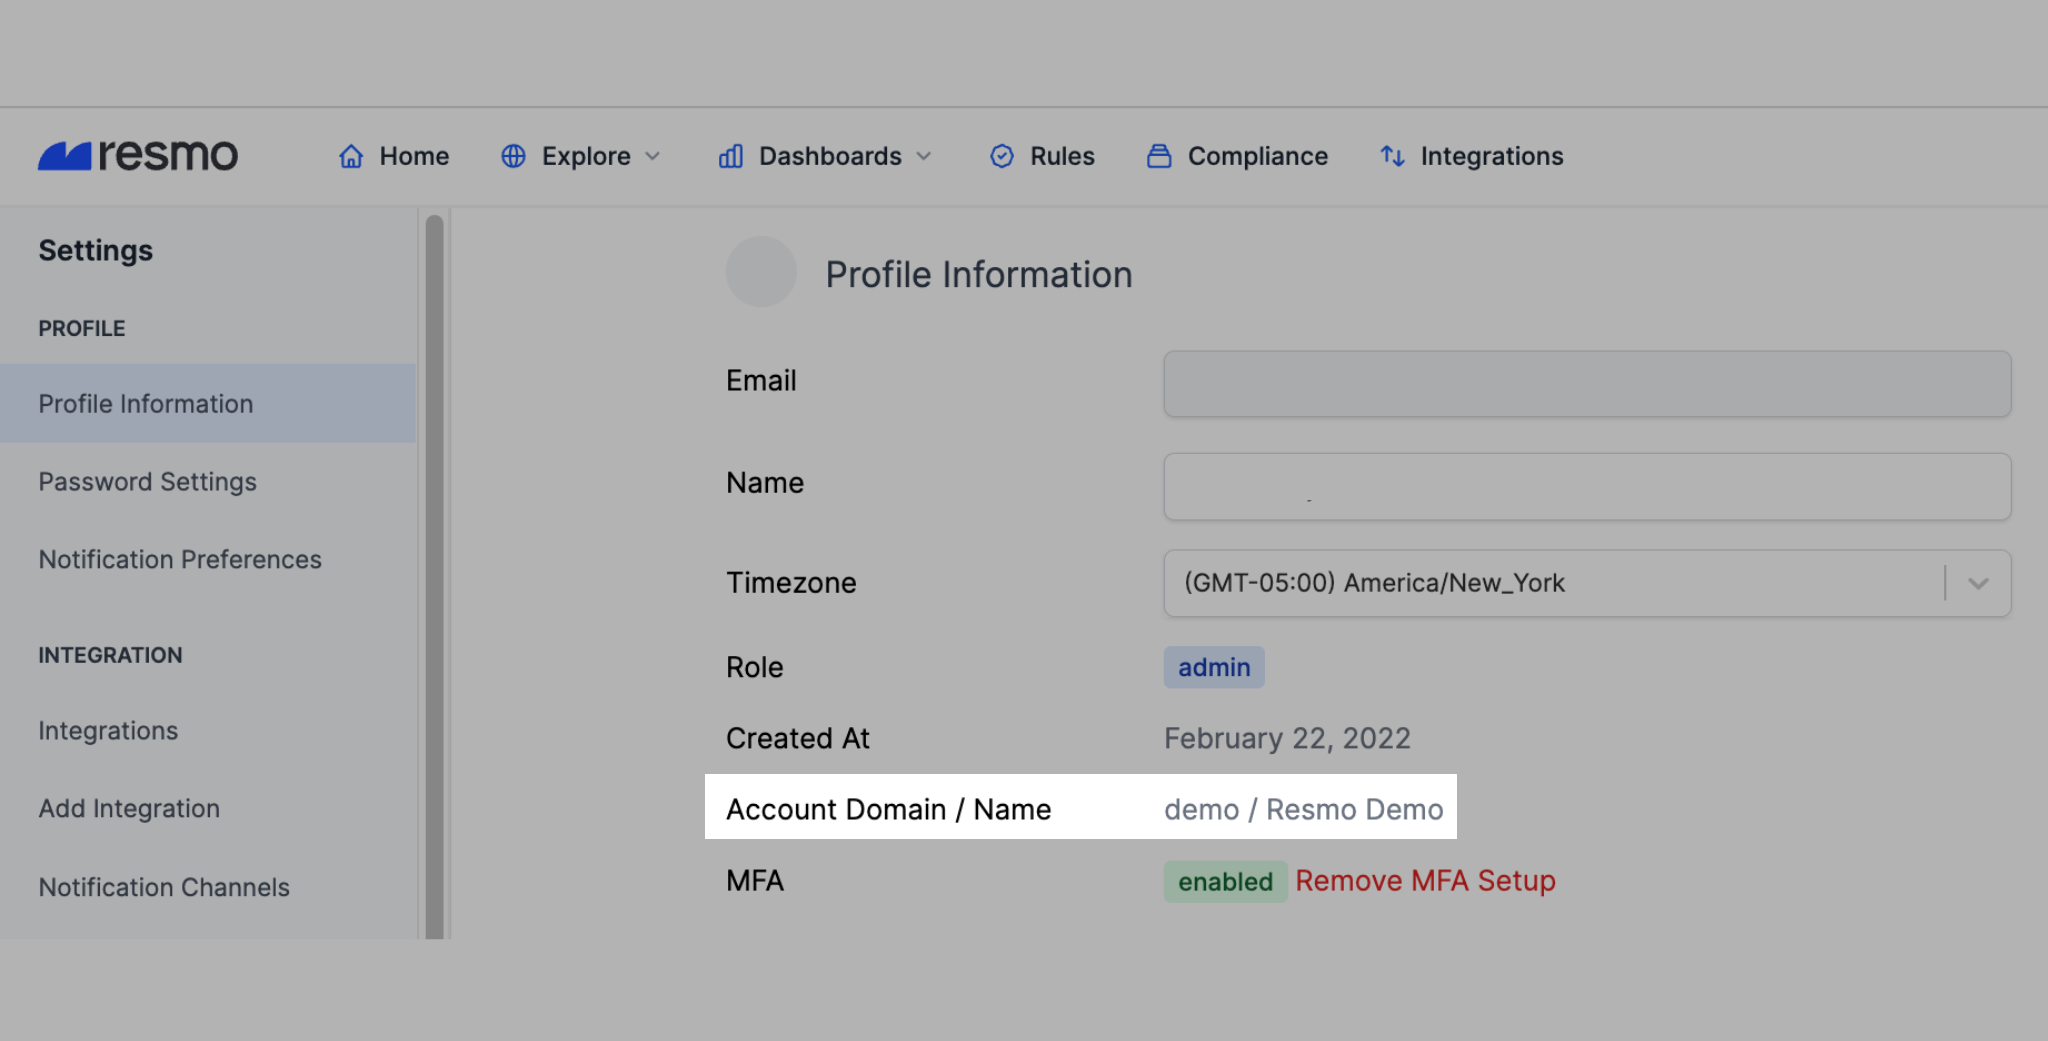 resmo
Home
Explore
Dashboards
Rules
Compliance
Integrations
Settings
PROFILE
Profile Information
Password Settings
Notification Preferences
INTEGRATION
Integrations
Add Integration
Notification Channels
Profile Information
Email
Name
Timezone (GMT-05:00) America/New_York
Role admin
Created At February 22, 2022
Account Domain / Name demo / Resmo Demo
MFA enabled Remove MFA Setup